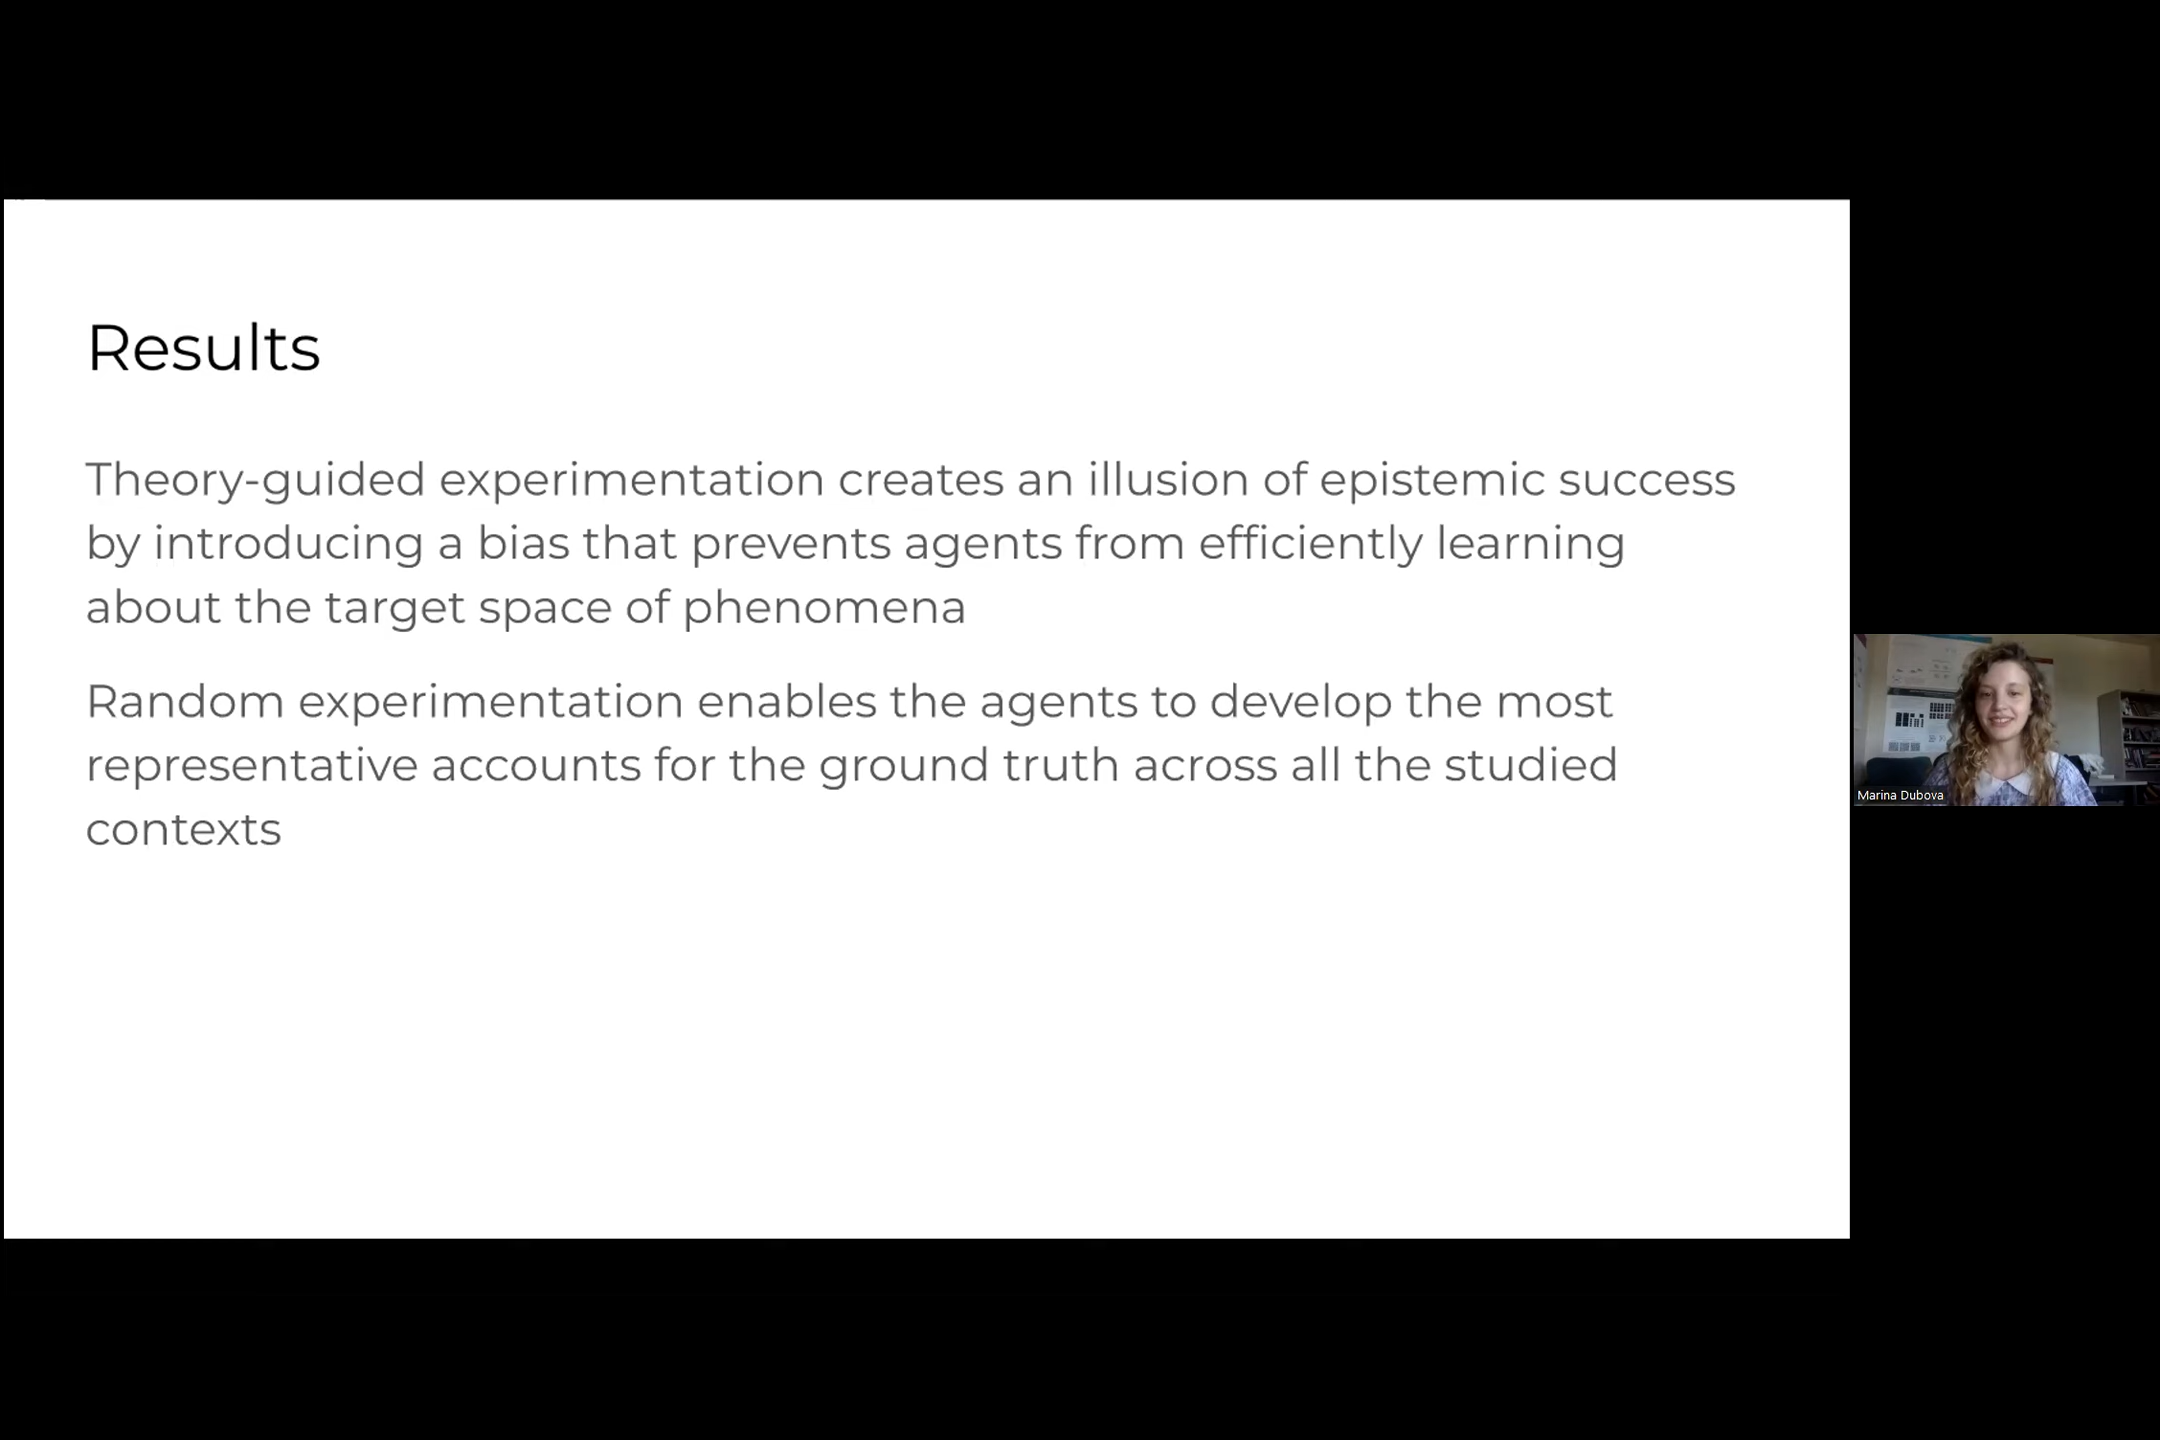 Results
Theory-guided experimentation creates an illusion of epistemic success
by introducing a bias that prevents agents from efficiently learning
about the target space of phenomena
Random experimentation enables the agents to develop the most
representative accounts for the ground truth across all the studied
contexts
Marina Dubova